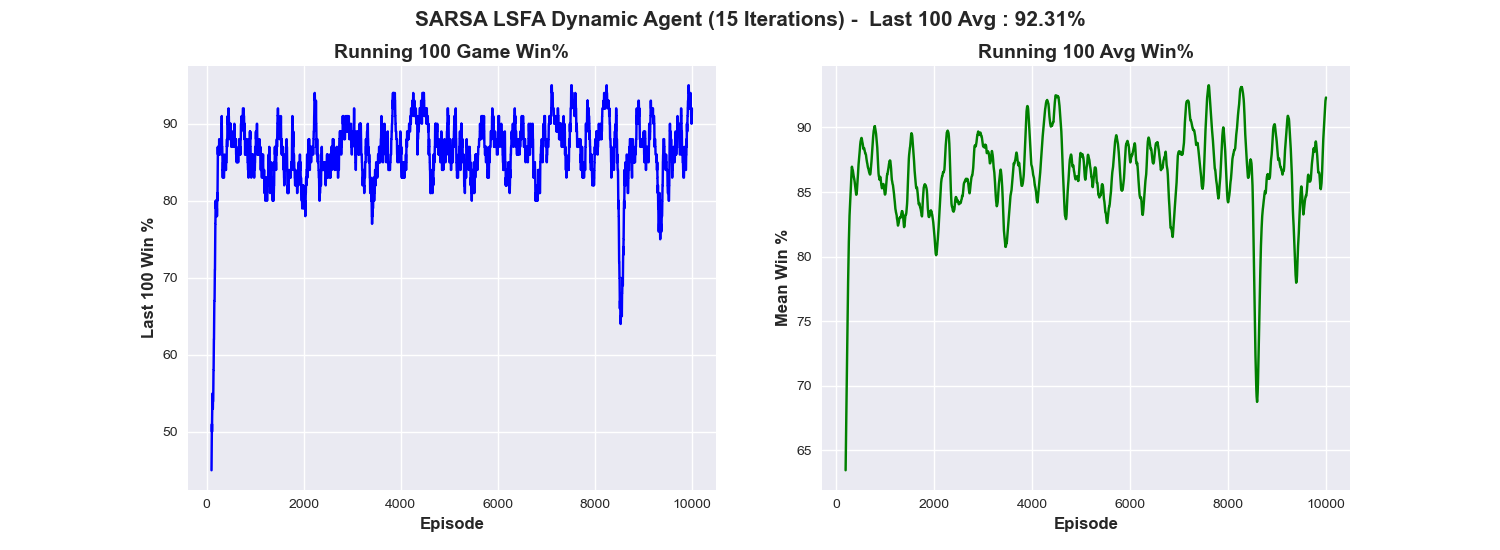 SARSA LSFA Dynamic Agent (15 Iterations) -  Last 100 Avg : 92.31%
Running 100 Game Win%
Last 100 Win %
90
80
70
60
50
0 2000 4000 6000 8000 10000
Episode
Running 100 Avg Win%
Mean Win %
90
85
80
75
70
65
0 2000 4000 6000 8000 10000
Episode